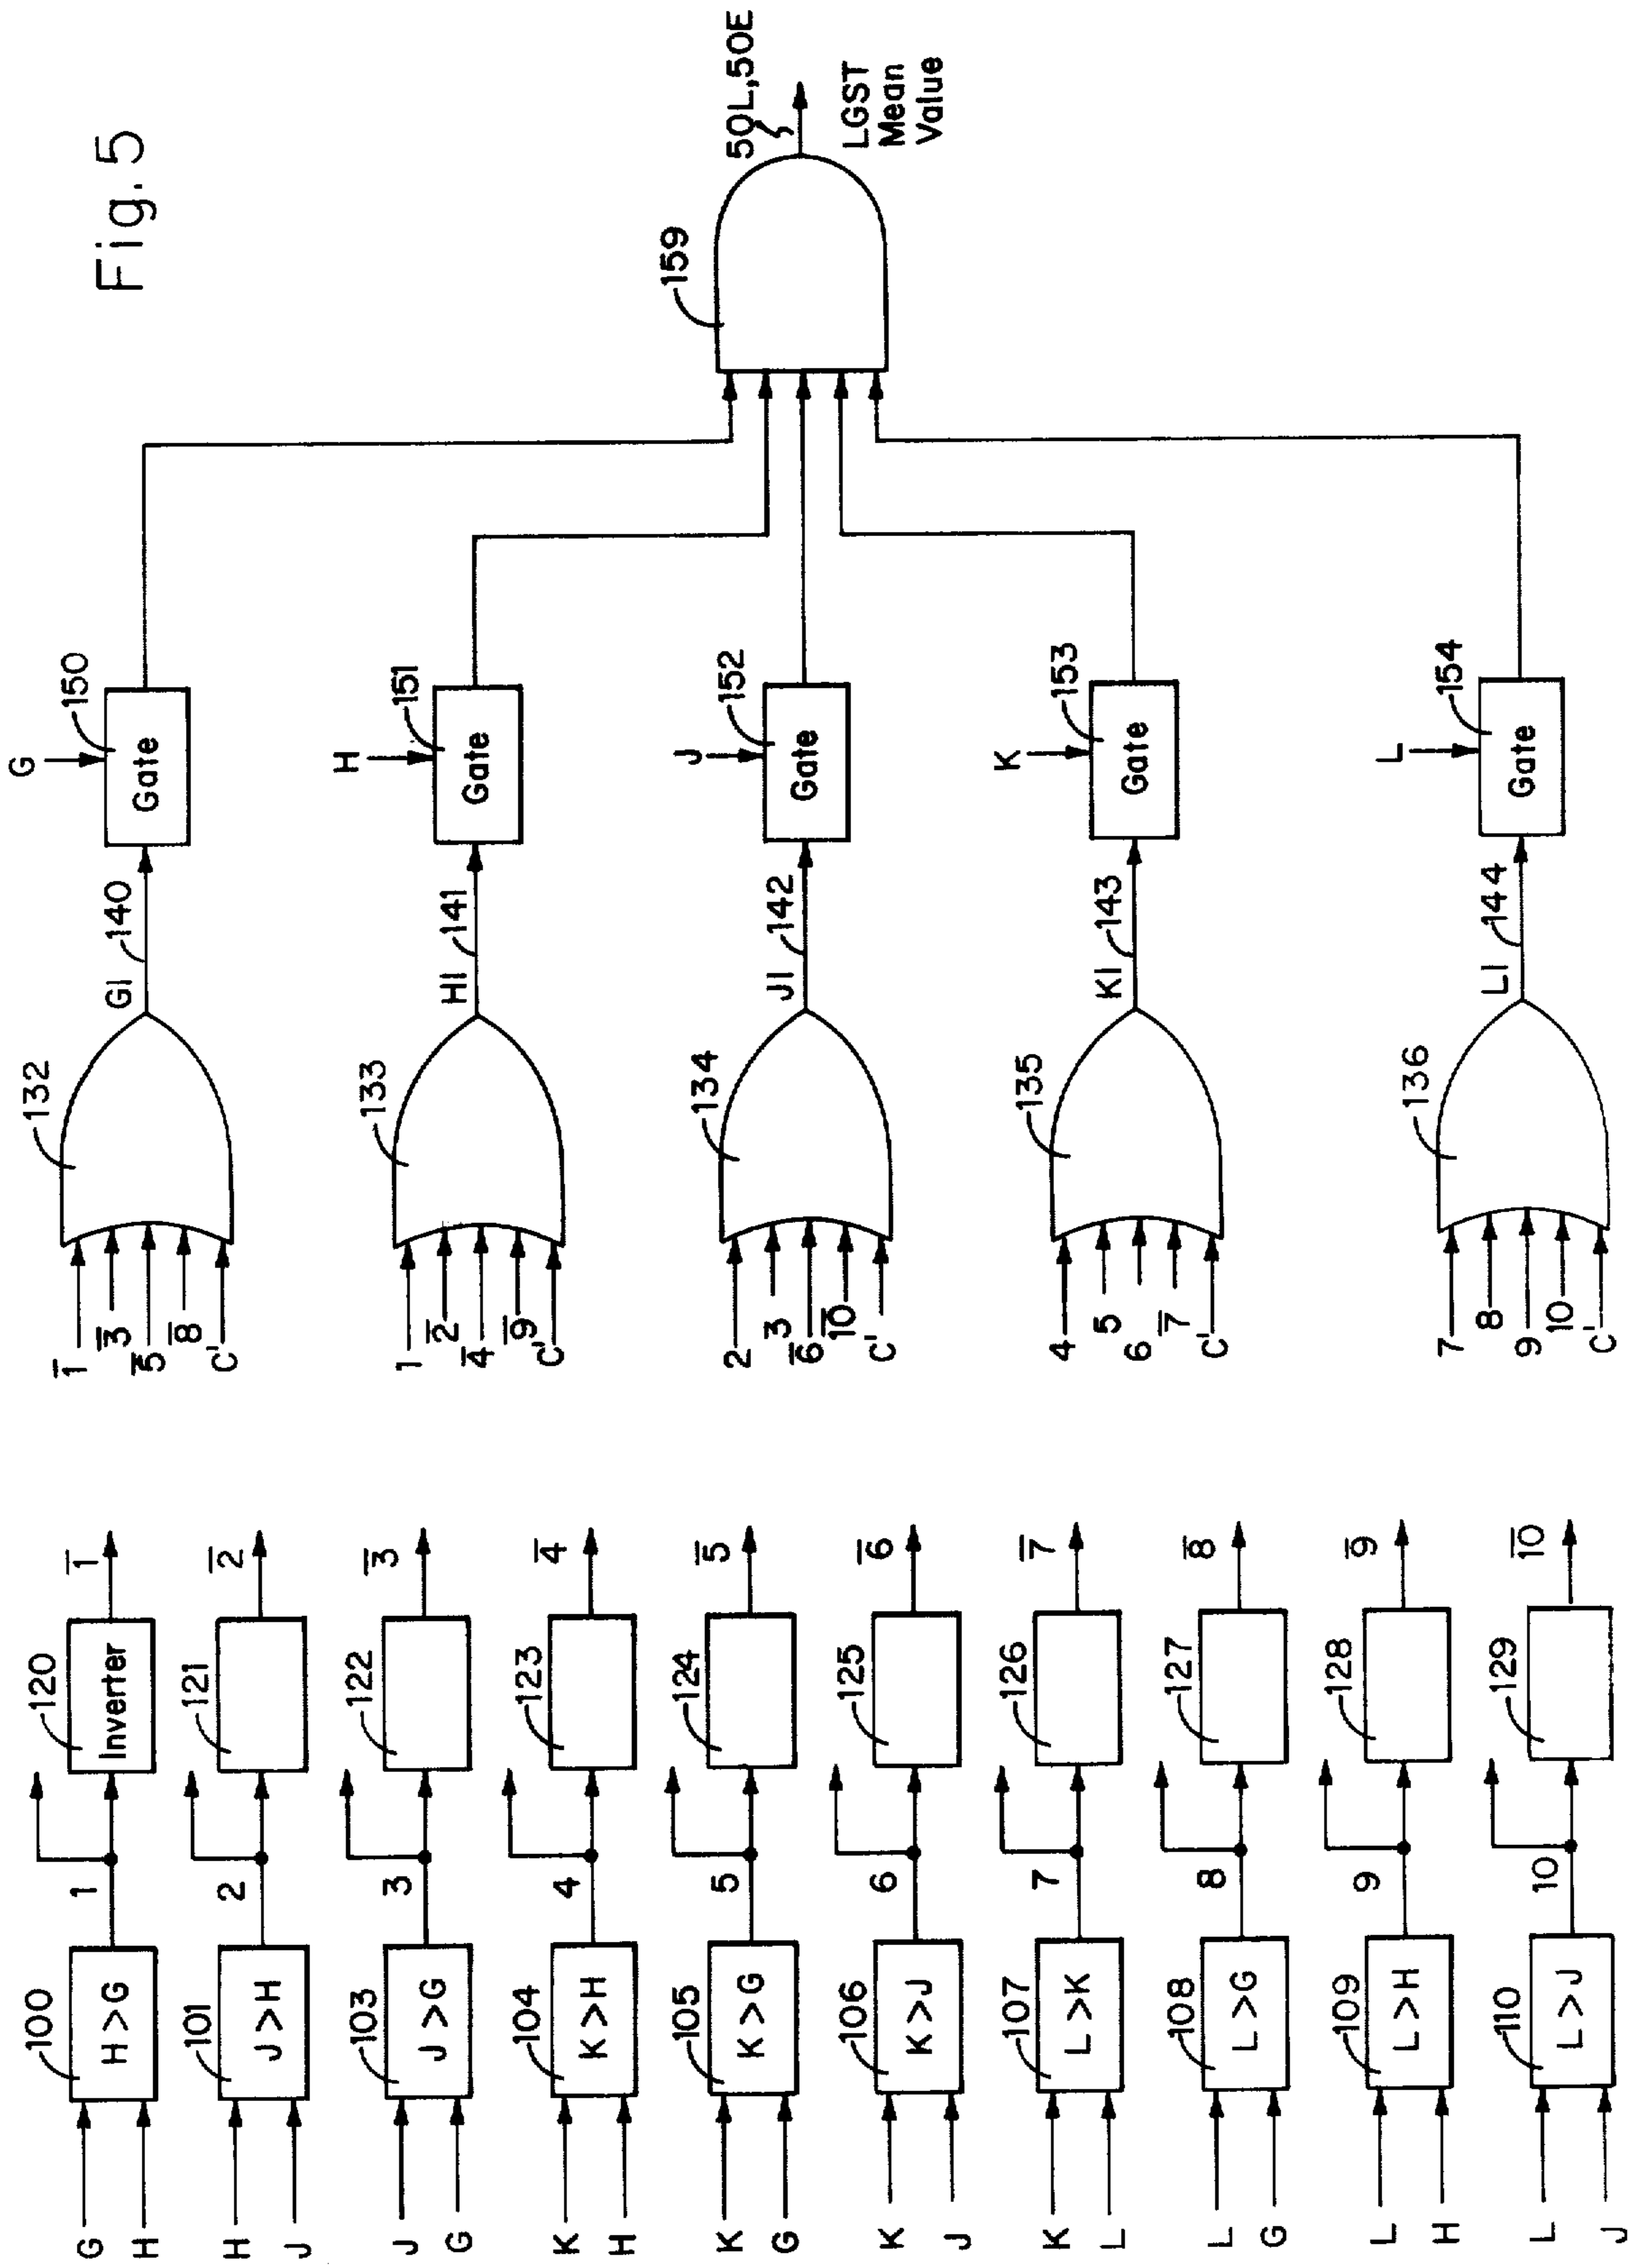 Fig. 5
G
H
100
H > G
1
120
Inverter
1̅
H
J
101
J > H
2
121
2̅
J
G
103
J > G
3
122
3̅
K
H
104
K > H
4
123
4̅
K
G
105
K > G
5
124
5̅
K
J
106
K > J
6
125
6̅
K
L
107
L > K
7
126
7̅
L
G
108
L > G
8
127
8̅
L
H
109
L > H
9
128
9̅
L
J
110
L > J
10
129
1̅0̅
1̅
3̅
5̅
8̅
C'
132
G1
140
G
150
Gate
1
2̅
4̅
9̅
C'
133
H1
141
H
151
Gate
2
3
6̅
1̅0̅
C'
134
J1
142
J
152
Gate
4
5
6
7̅
C'
135
K1
143
K
153
Gate
7
8
9
10
C'
136
L1
144
L
154
Gate
159
50L,50E
LGST
Mean
Value